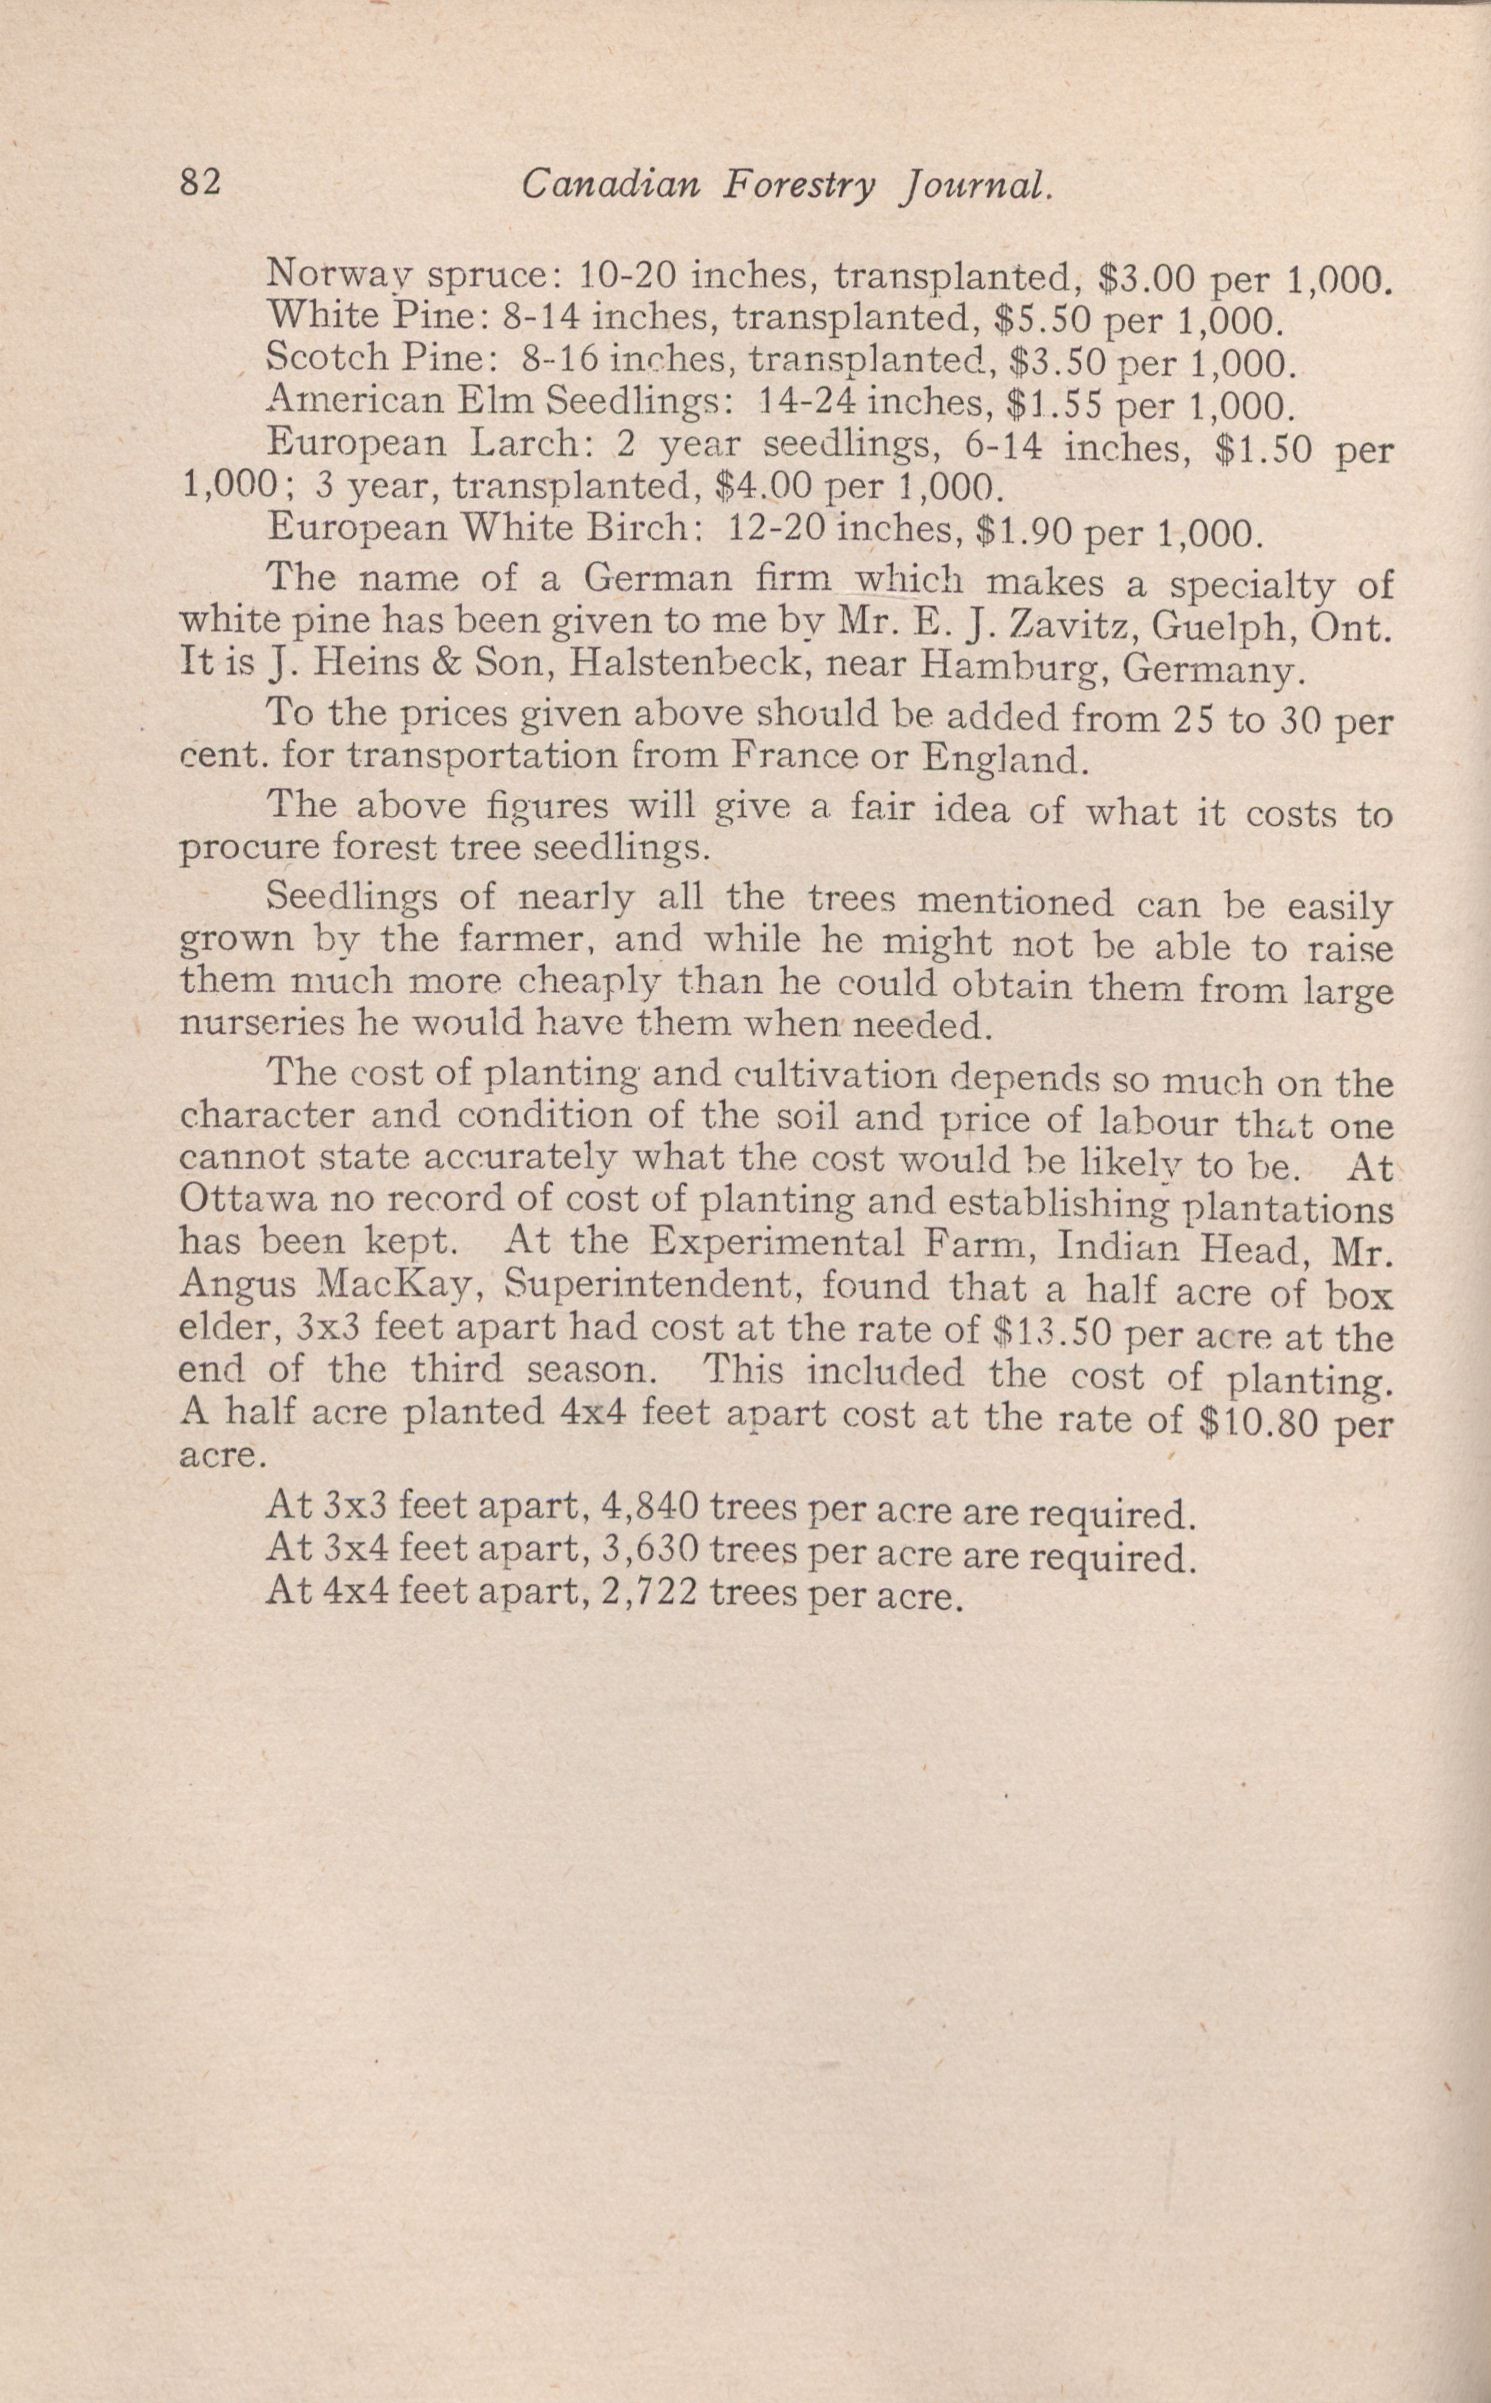 82 Canadian Forestry Journal.
Norway spruce: 10-20 inches, transplanted, $3.00 per 1,000.
White Pine: 8-14 inches, transplanted, $5.50 per 1,000.
Scotch Pine: 8-16 inches, transplanted, $3.50 per 1,000.
American Elm Seedlings: 14-24 inches, $1.55 per 1,000.
European Larch: 2 year seedlings, 6-14 inches, $1.50 per
1,000; 3 year, transplanted, $4.00 per 1,000.
European White Birch: 12-20 inches, $1.90 per 1,000.
The name of a German firm which makes a specialty of
white pine has been given to me by Mr. E. J. Zavitz, Guelph, Ont.
It is J. Heins & Son, Halstenbeck, near Hamburg, Germany.
To the prices given above should be added from 25 to 30 per
cent. for transportation from France or England.
The above figures will give a fair idea of what it costs to
procure forest tree seedlings.
Seedlings of nearly all the trees mentioned can be easily
grown by the farmer, and while he might not be able to raise
them much more cheaply than he could obtain them from large
nurseries he would have them when needed.
The cost of planting and cultivation depends so much on the
character and condition of the soil and price of labour that one
cannot state accurately what the cost would be likely to be. At
Ottawa no record of cost of planting and establishing plantations
has been kept. At the Experimental Farm, Indian Head, Mr.
Angus MacKay, Superintendent, found that a half acre of box
elder, 3x3 feet apart had cost at the rate of $13.50 per acre at the
end of the third season. This included the cost of planting.
A half acre planted 4x4 feet apart cost at the rate of $10.80 per
acre.
At 3x3 feet apart, 4,840 trees per acre are required.
At 3x4 feet apart, 3,630 trees per acre are required.
At 4x4 feet apart, 2,722 trees per acre.